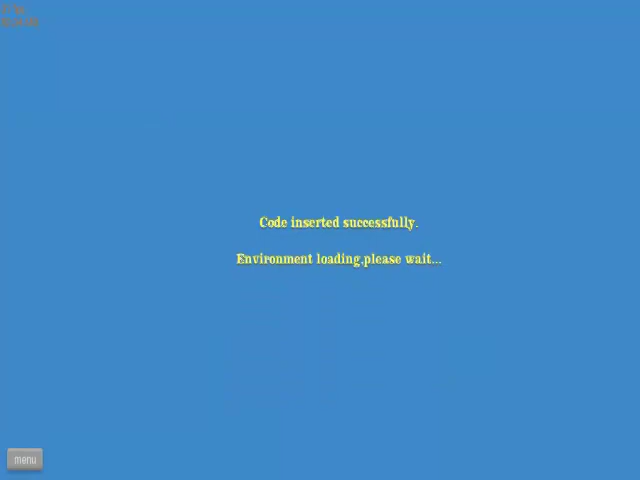 Code inserted successfully.
Environment loading,please wait...
menu